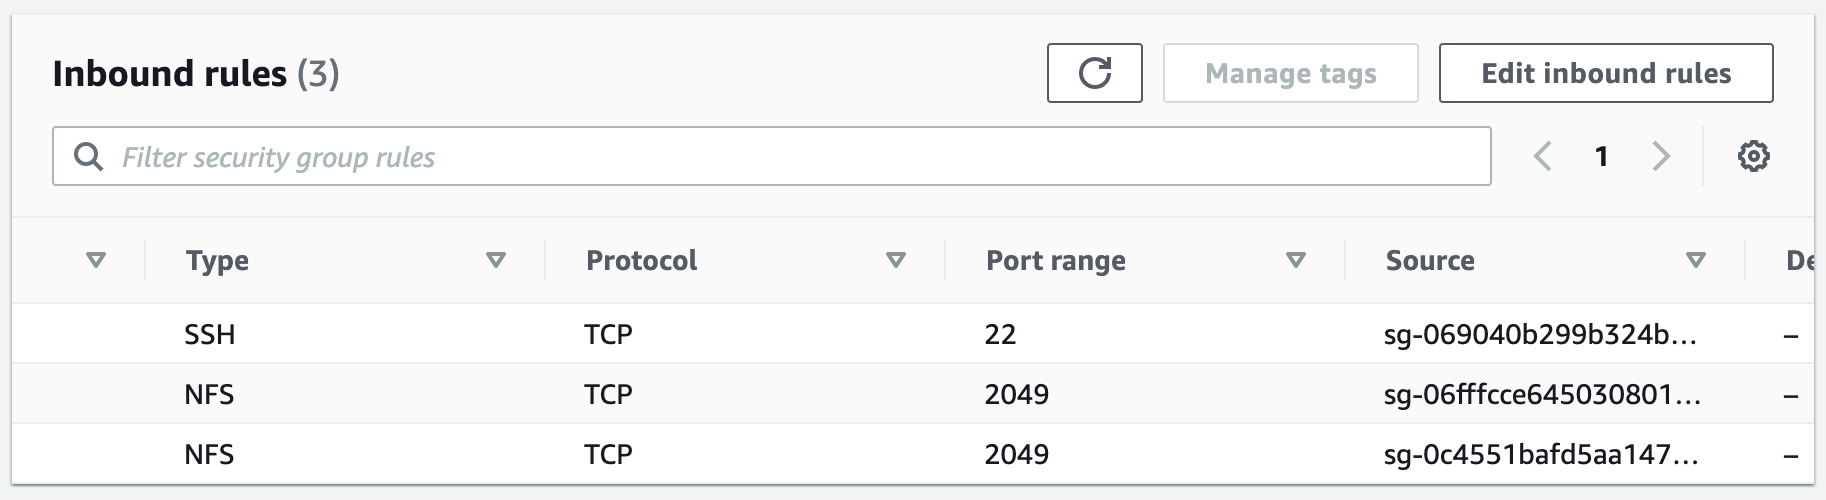 Inbound rules (3)
Manage tags
Edit inbound rules
Filter security group rules
1
Type Protocol Port range Source De
SSH TCP 22 sg-069040b299b324b... –
NFS TCP 2049 sg-06fffcce645030801... –
NFS TCP 2049 sg-0c4551bafd5aa147... –